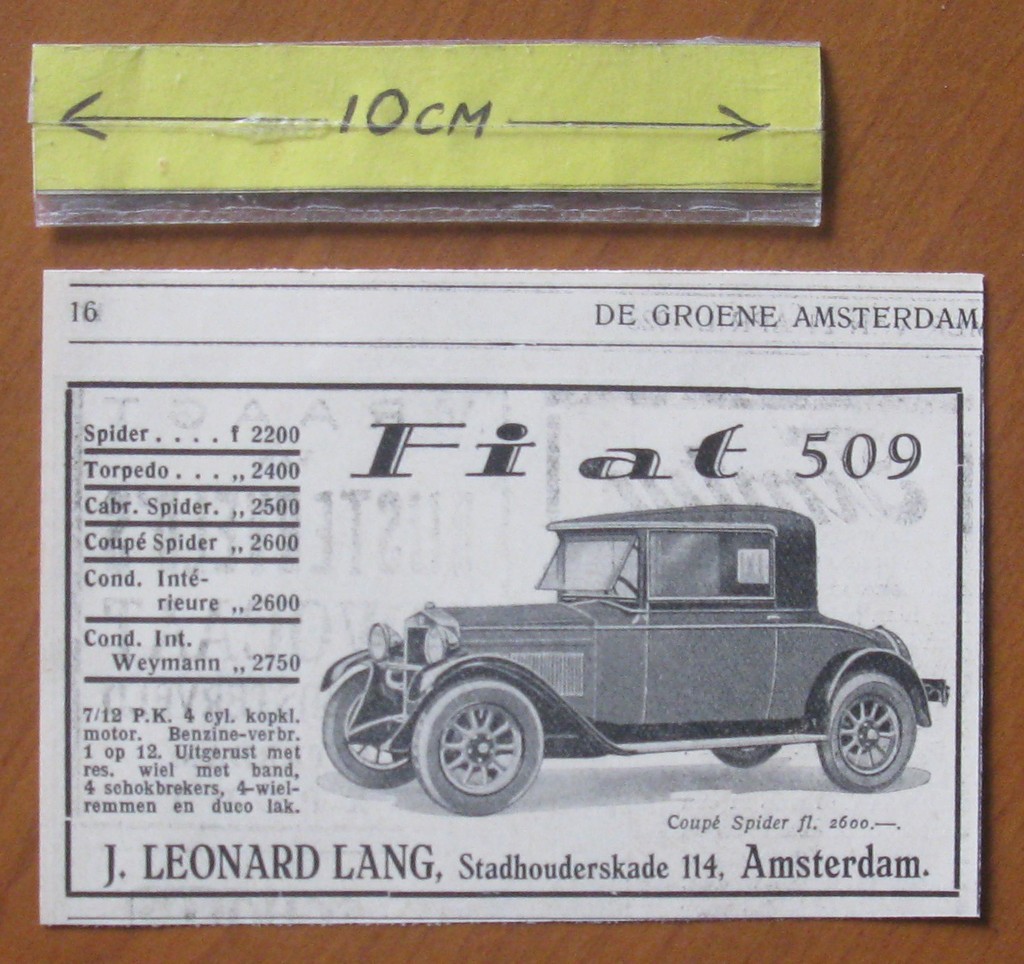 10CM
16 DE GROENE AMSTERDAM
Fiat 509
Spider . . . . f 2200
Torpedo . . . „ 2400
Cabr. Spider. „ 2500
Coupé Spider „ 2600
Cond. Inté-
rieure „ 2600
Cond. Int.
Weymann „ 2750
7/12 P.K. 4 cyl. kopkl.
motor. Benzine-verbr.
1 op 12. Uitgerust met
res. wiel met band,
4 schokbrekers, 4-wiel-
remmen en duco lak.
Coupé Spider fl. 2600.—.
J. LEONARD LANG, Stadhouderskade 114, Amsterdam.